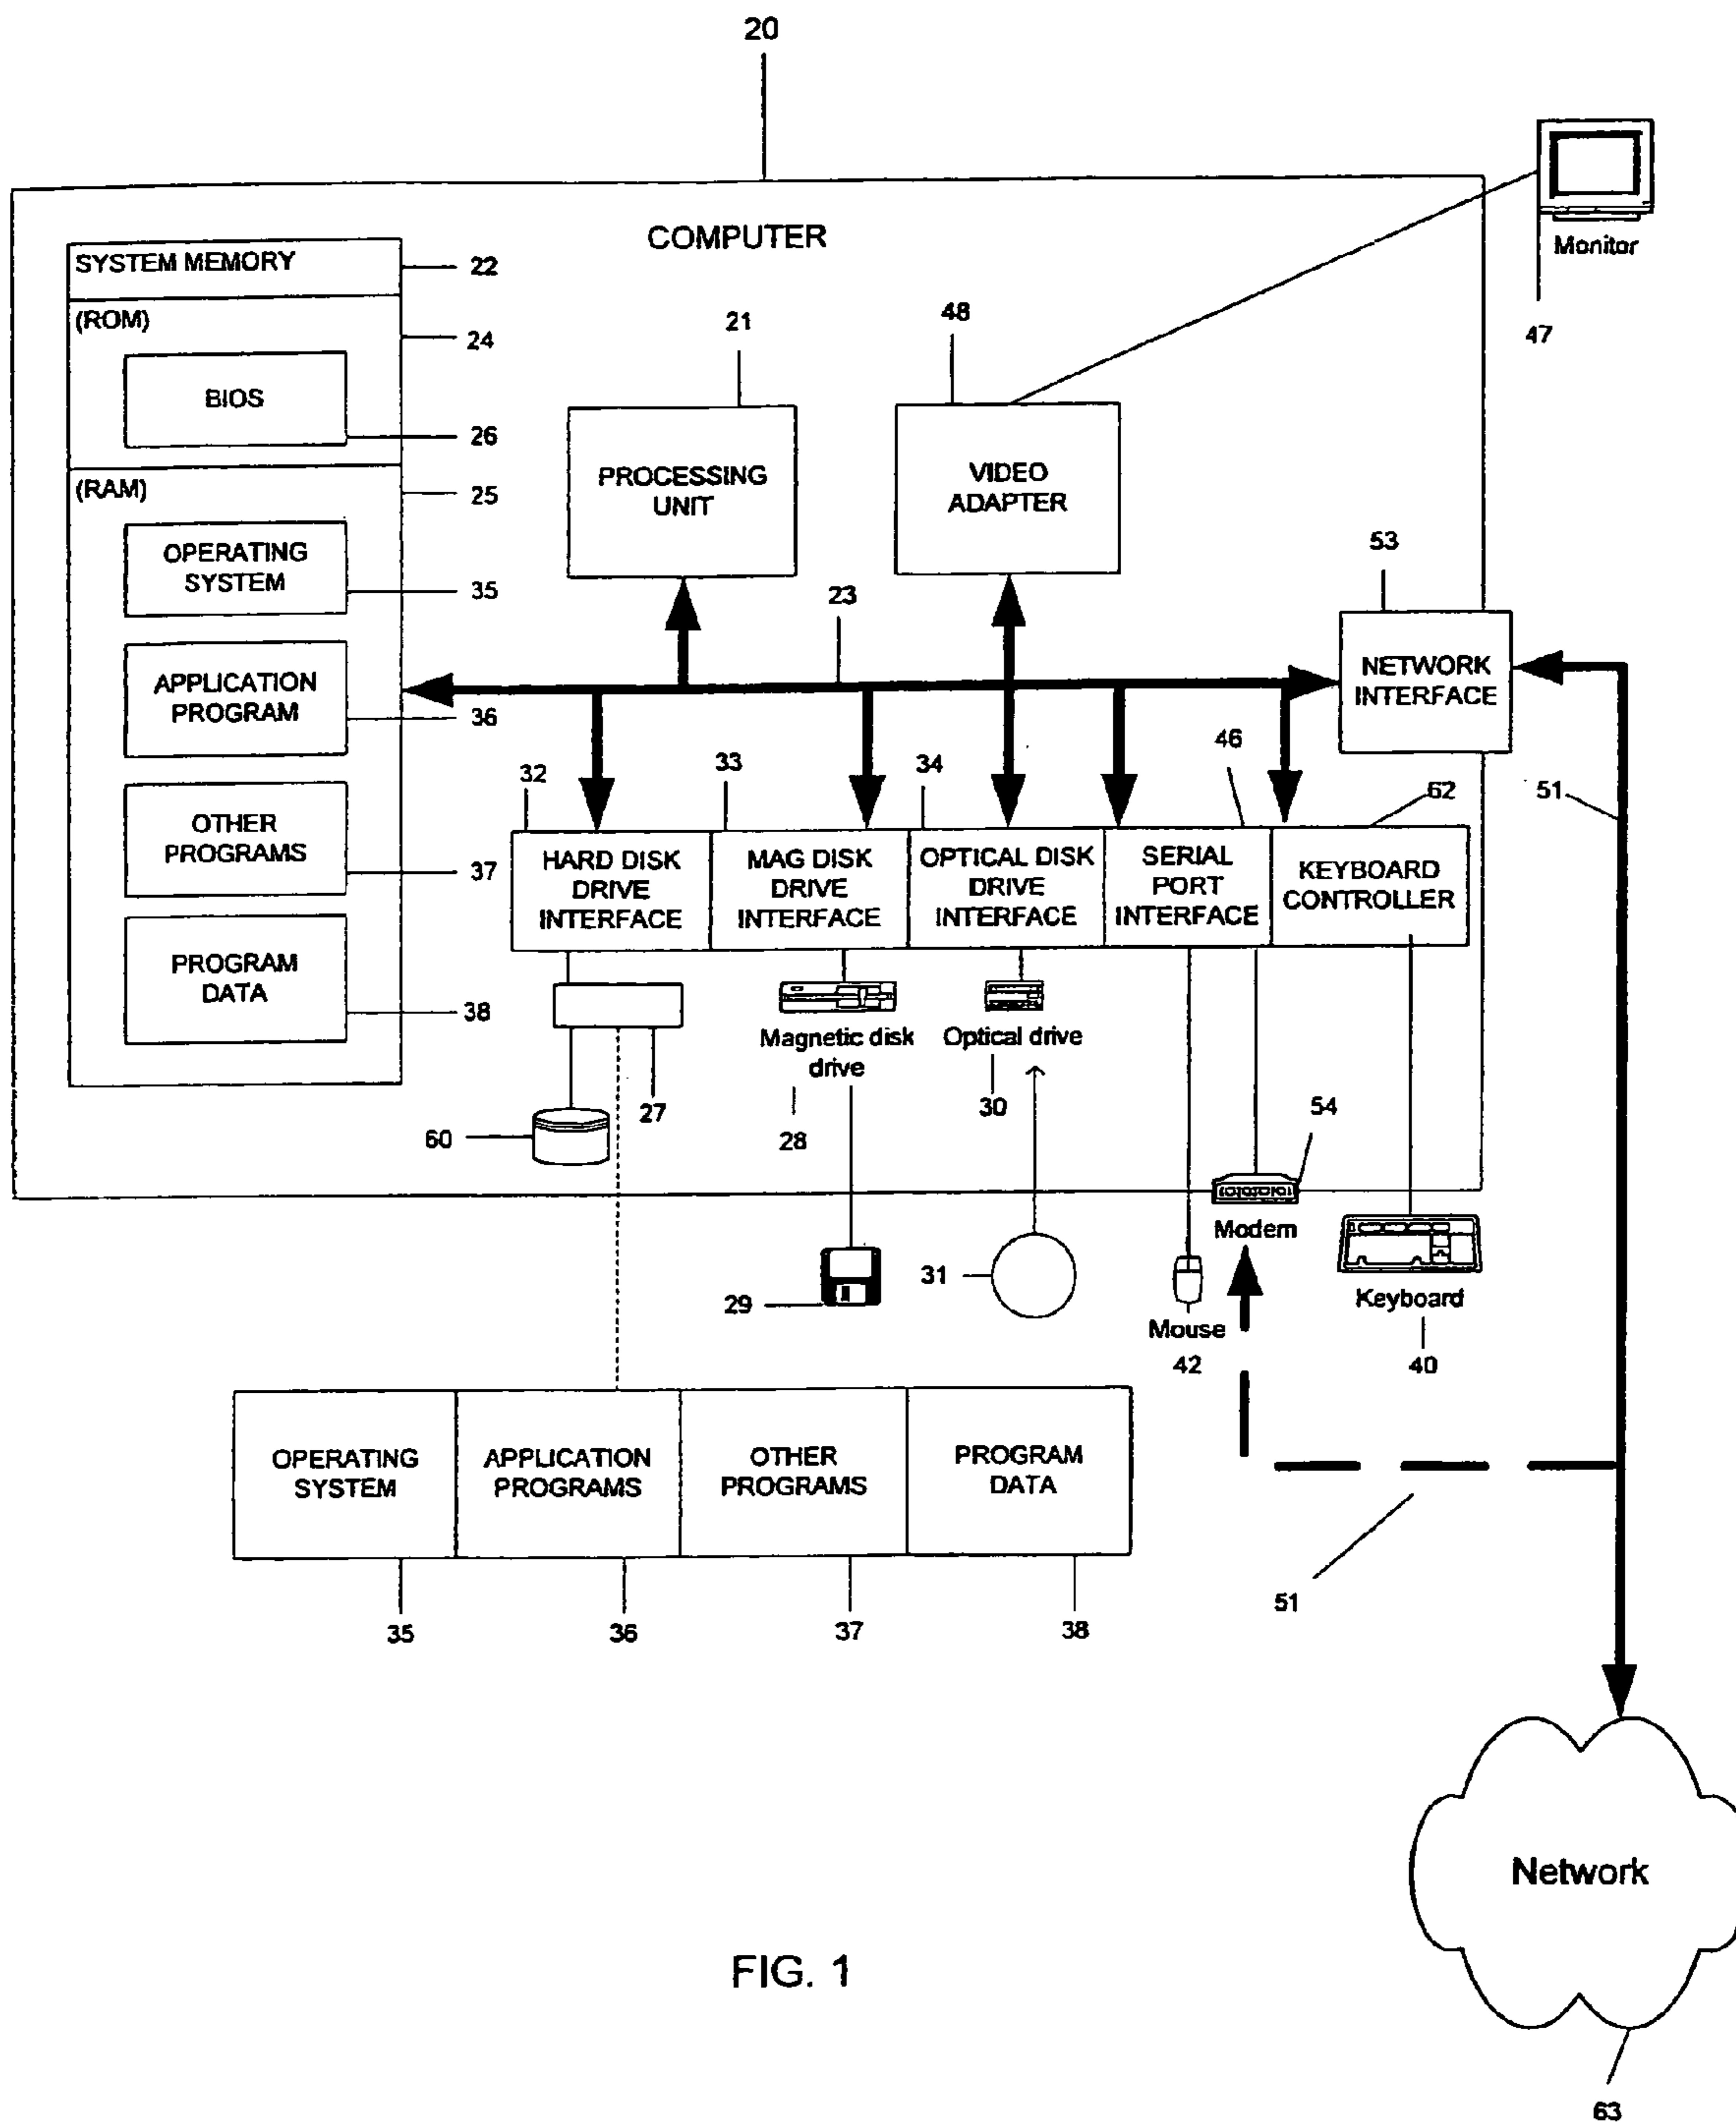 20
COMPUTER
Monitor
47
SYSTEM MEMORY
22
(ROM)
24
BIOS
26
(RAM)
25
OPERATING
SYSTEM
35
APPLICATION
PROGRAM
36
OTHER
PROGRAMS
37
PROGRAM
DATA
38
21
PROCESSING
UNIT
48
VIDEO
ADAPTER
23
53
NETWORK
INTERFACE
51
32
HARD DISK
DRIVE
INTERFACE
33
MAG DISK
DRIVE
INTERFACE
34
OPTICAL DISK
DRIVE
INTERFACE
46
SERIAL
PORT
INTERFACE
62
KEYBOARD
CONTROLLER
27
60
Magnetic disk
drive
28
Optical drive
30
54
Modem
29
31
Mouse
42
Keyboard
40
OPERATING
SYSTEM
APPLICATION
PROGRAMS
OTHER
PROGRAMS
PROGRAM
DATA
35
36
37
38
51
Network
63
FIG. 1